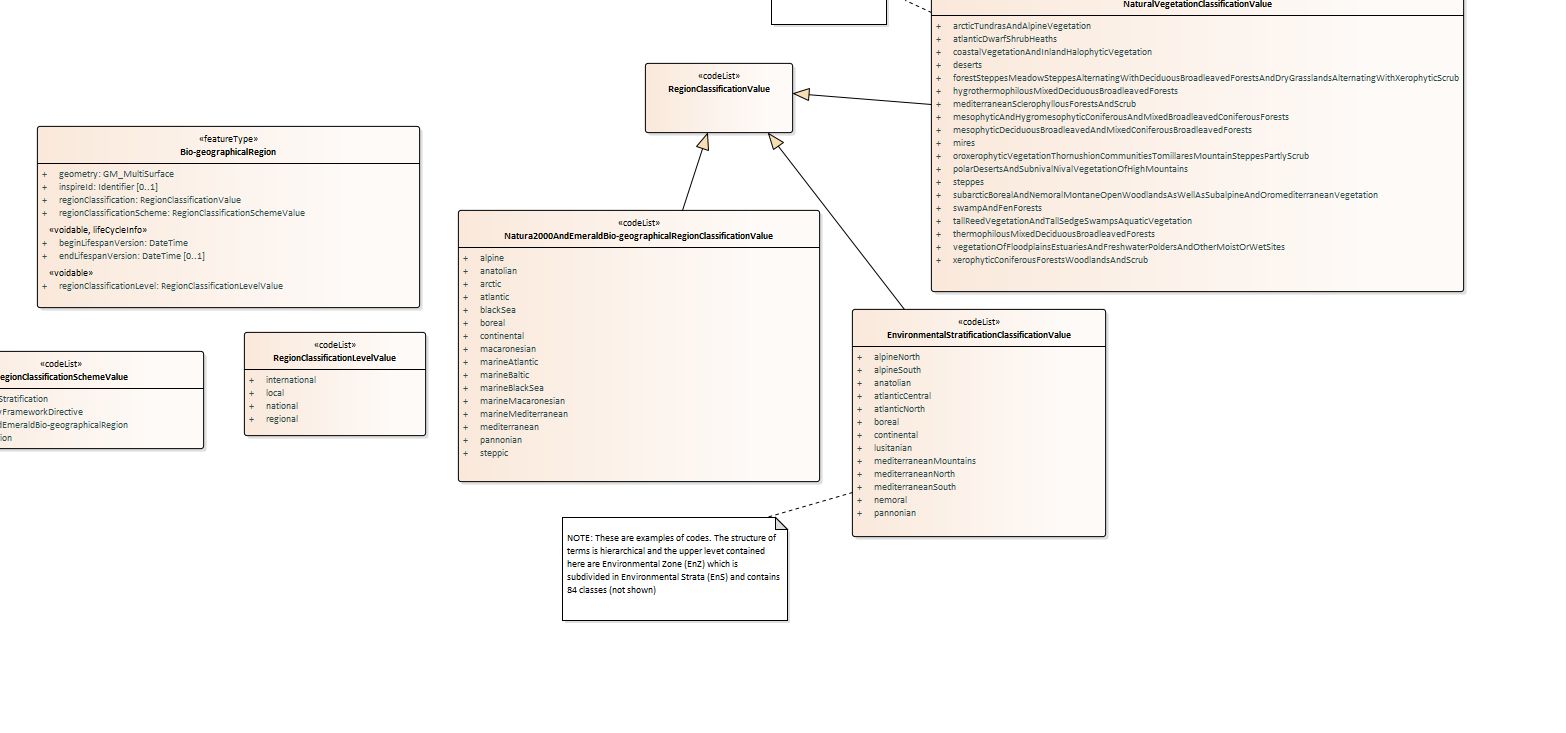 NaturalVegetationClassificationValue
+ arcticTundrasAndAlpineVegetation
+ atlanticDwarfShrubHeaths
+ coastalVegetationAndInlandHalophyticVegetation
+ deserts
+ forestSteppesMeadowSteppesAlternatingWithDeciduousBroadleavedForestsAndDryGrasslandsAlternatingWithXerophyticScrub
+ hygrothermophilousMixedDeciduousBroadleavedForests
+ mediterraneanSclerophyllousForestsAndScrub
+ mesophyticAndHygromesophyticConiferousAndMixedBroadleavedConiferousForests
+ mesophyticDeciduousBroadleavedAndMixedConiferousBroadleavedForests
+ mires
+ oroxerophyticVegetationThornushionCommunitiesTomillaresMountainSteppesPartlyScrub
+ polarDesertsAndSubnivalNivalVegetationOfHighMountains
+ steppes
+ subarcticBorealAndNemoralMontaneOpenWoodlandsAsWellAsSubalpineAndOromediterraneanVegetation
+ swampAndFenForests
+ tallReedVegetationAndTallSedgeSwampsAquaticVegetation
+ thermophilousMixedDeciduousBroadleavedForests
+ vegetationOfFloodplainsEstuariesAndFreshwaterPoldersAndOtherMoistOrWetSites
+ xerophyticConiferousForestsWoodlandsAndScrub
«codeList»
RegionClassificationValue
«featureType»
Bio-geographicalRegion
+ geometry: GM_MultiSurface
+ inspireId: Identifier [0..1]
+ regionClassification: RegionClassificationValue
+ regionClassificationScheme: RegionClassificationSchemeValue
«voidable, lifeCycleInfo»
+ beginLifespanVersion: DateTime
+ endLifespanVersion: DateTime [0..1]
«voidable»
+ regionClassificationLevel: RegionClassificationLevelValue
«codeList»
Natura2000AndEmeraldBio-geographicalRegionClassificationValue
+ alpine
+ anatolian
+ arctic
+ atlantic
+ blackSea
+ boreal
+ continental
+ macaronesian
+ marineAtlantic
+ marineBaltic
+ marineBlackSea
+ marineMacaronesian
+ marineMediterranean
+ mediterranean
+ pannonian
+ steppic
«codeList»
EnvironmentalStratificationClassificationValue
+ alpineNorth
+ alpineSouth
+ anatolian
+ atlanticCentral
+ atlanticNorth
+ boreal
+ continental
+ lusitanian
+ mediterraneanMountains
+ mediterraneanNorth
+ mediterraneanSouth
+ nemoral
+ pannonian
«codeList»
RegionClassificationLevelValue
+ international
+ local
+ national
+ regional
«codeList»
egionClassificationSchemeValue
Stratification
FrameworkDirective
EmeraldBio-geographicalRegion
ion
NOTE: These are examples of codes. The structure of
terms is hierarchical and the upper levet contained
here are Environmental Zone (EnZ) which is
subdivided in Environmental Strata (EnS) and contains
84 classes (not shown)